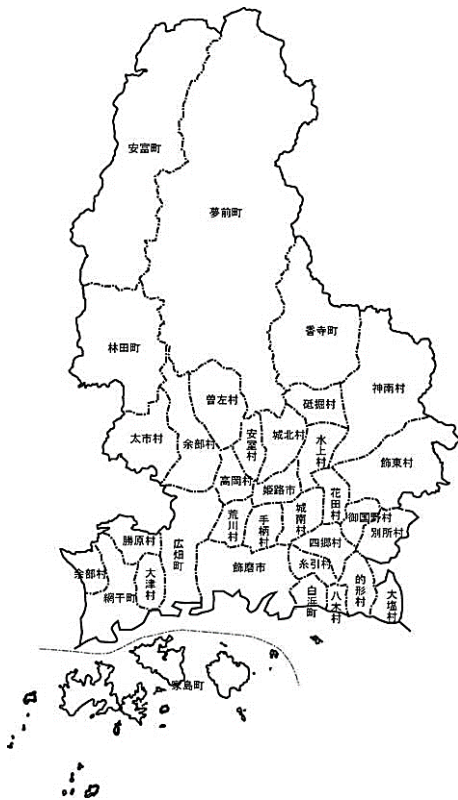 安富町
夢前町
香寺町
林田町
神南村
砥堀村
曽左村
安室村
城北村
水上村
太市村
余部村
飾東村
高岡村
姫路市
花田村
荒川村
手柄村
城南村
御国野村
別所村
広畑町
勝原村
四郷村
飾磨市
糸引村
余部村
大津村
網干町
白浜町
八木村
的形村
大塩村
家島町